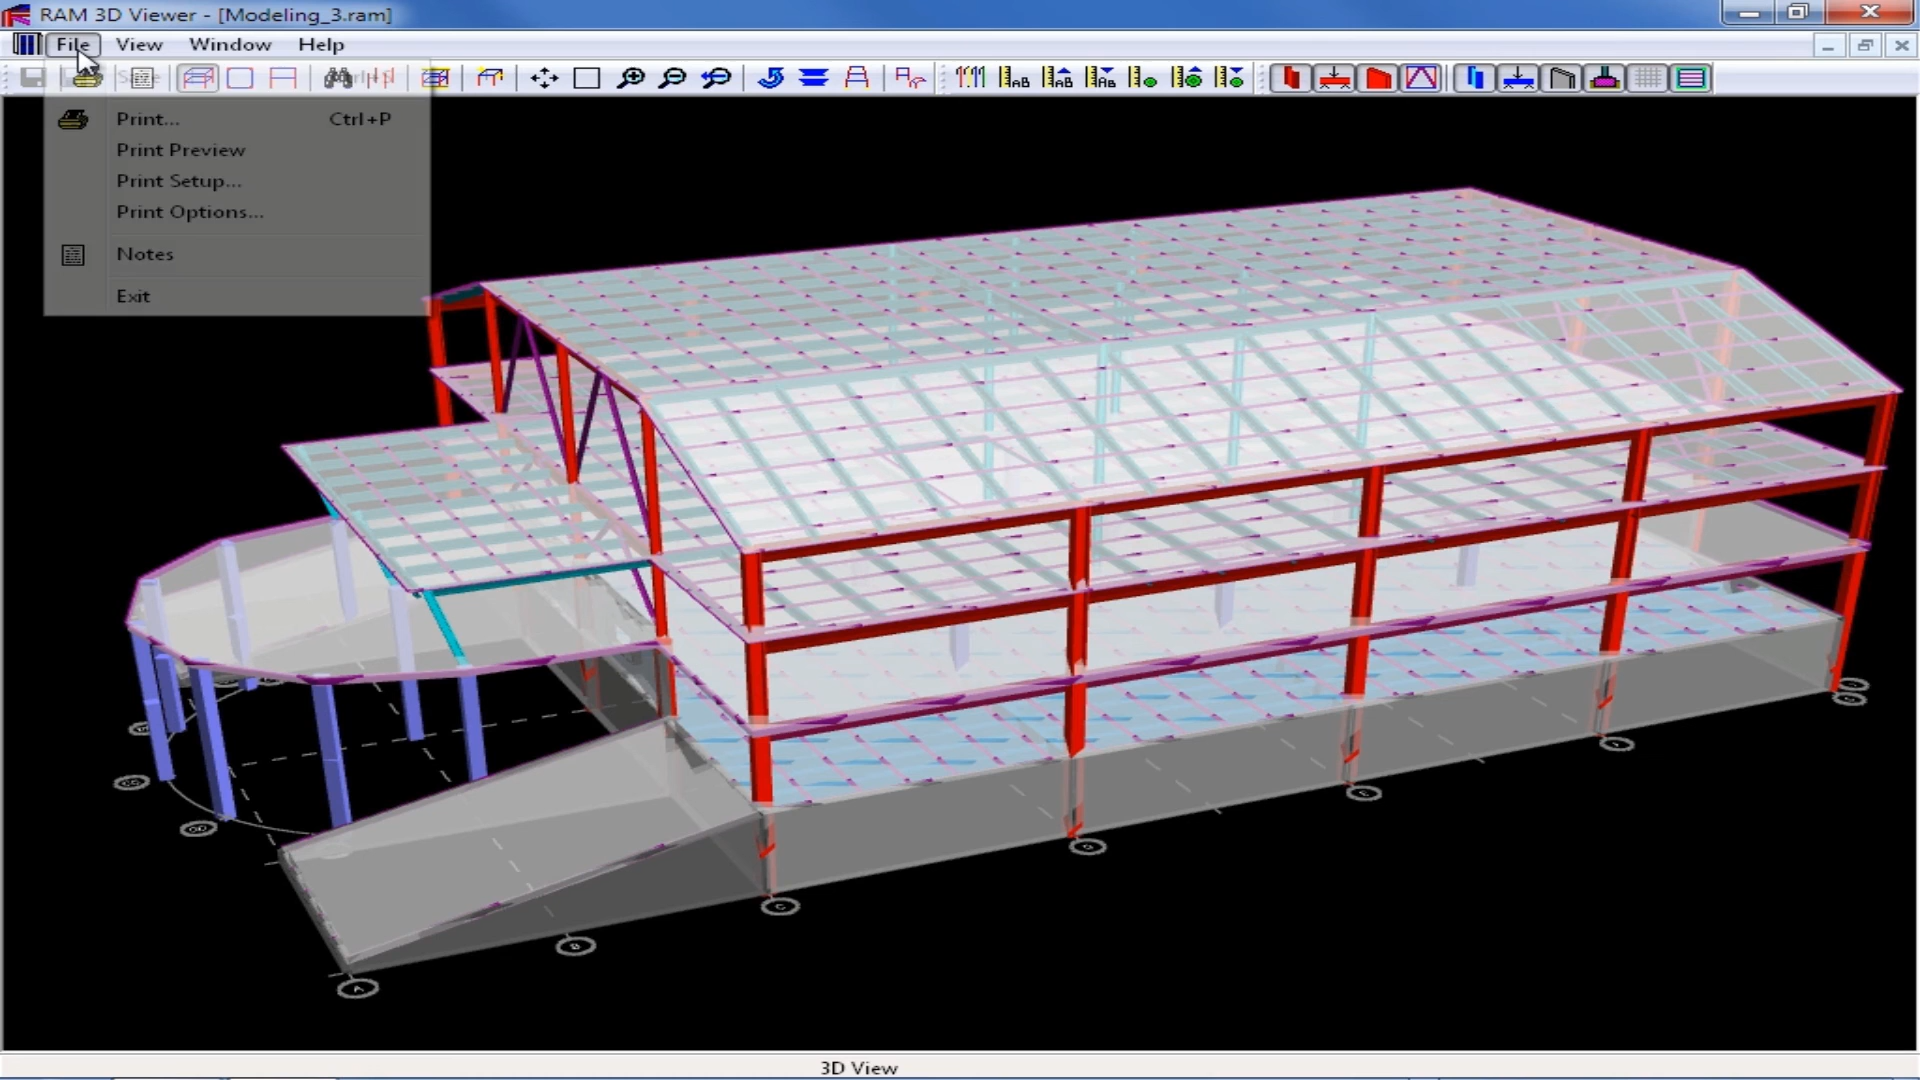 RAM 3D Viewer - [Modeling_3.ram]
File View Window Help
Print... Ctrl+P
Print Preview
Print Setup...
Print Options...
Notes
Exit
C
B
A
3D View